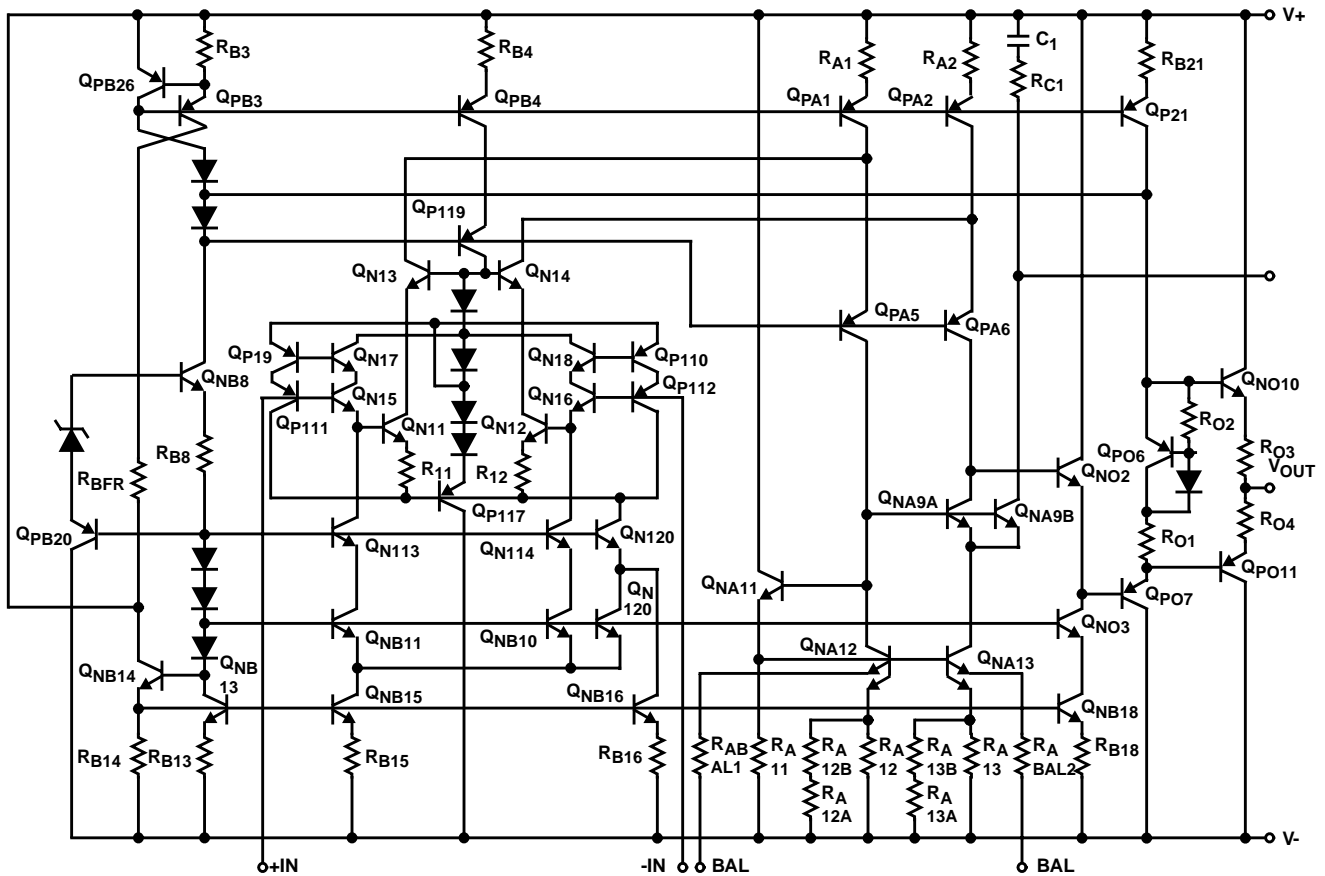 V+
RB3
RB4
RA1
RA2
C1
RC1
RB21
QPB26
QPB3
QPB4
QPA1
QPA2
QP21
QP119
QN13
QN14
QPA5
QPA6
QP19
QN17
QN18
QP110
QNB8
QN15
QN16
QP112
QNO10
QP111
QN11
QN12
RO2
RO3
RBFR
RB8
R11
R12
QPO6
VOUT
QNO2
QPB20
QP117
QNA9A
QNA9B
RO4
QN113
QN114
QN120
RO1
QNA11
QPO11
QN
120
QPO7
QNB11
QNB10
QNO3
QNB
13
QNB14
QNA12
QNA13
QNB15
QNB16
QNB18
RB14
RB13
RB15
RB16
RAB
AL1
RA
11
RA
12B
RA
12
RA
13B
RA
13
RA
BAL2
RB18
RA
12A
RA
13A
V-
+IN
-IN
BAL
BAL